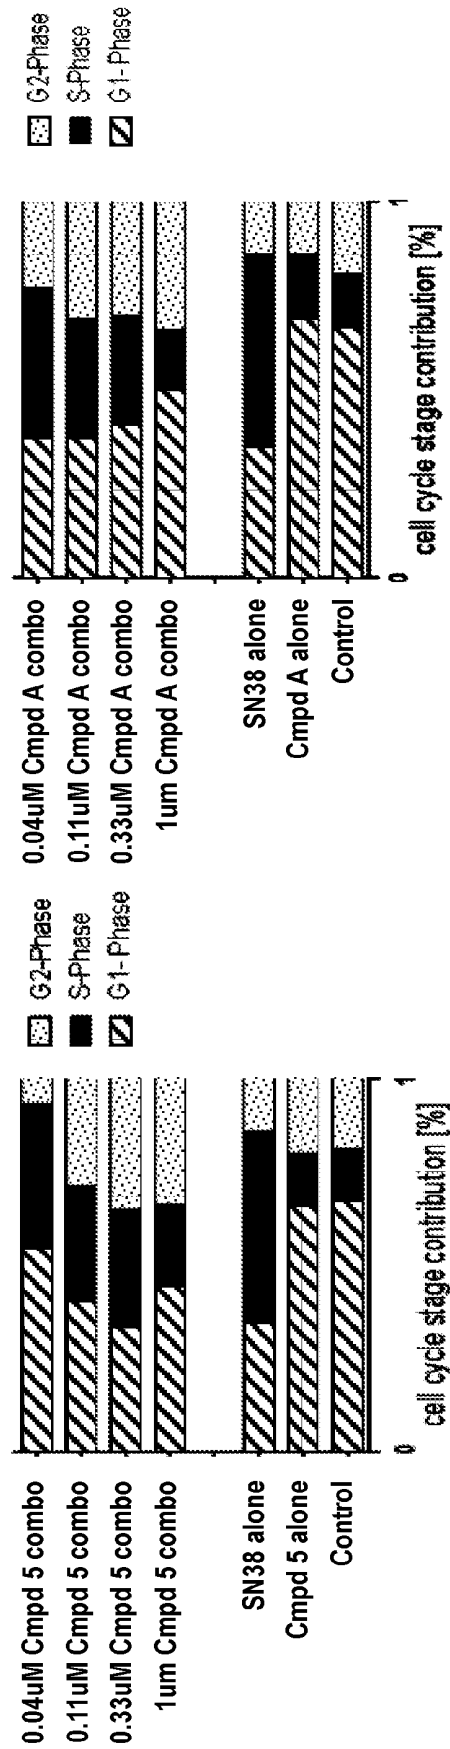 G2-Phase
S-Phase
G1-Phase
0.04uM Cmpd 5 combo
0.11uM Cmpd 5 combo
0.33uM Cmpd 5 combo
1um Cmpd 5 combo
SN38 alone
Cmpd 5 alone
Control
0
1
cell cycle stage contribution [%]
G2-Phase
S-Phase
G1-Phase
0.04uM Cmpd A combo
0.11uM Cmpd A combo
0.33uM Cmpd A combo
1um Cmpd A combo
SN38 alone
Cmpd A alone
Control
0
1
cell cycle stage contribution [%]